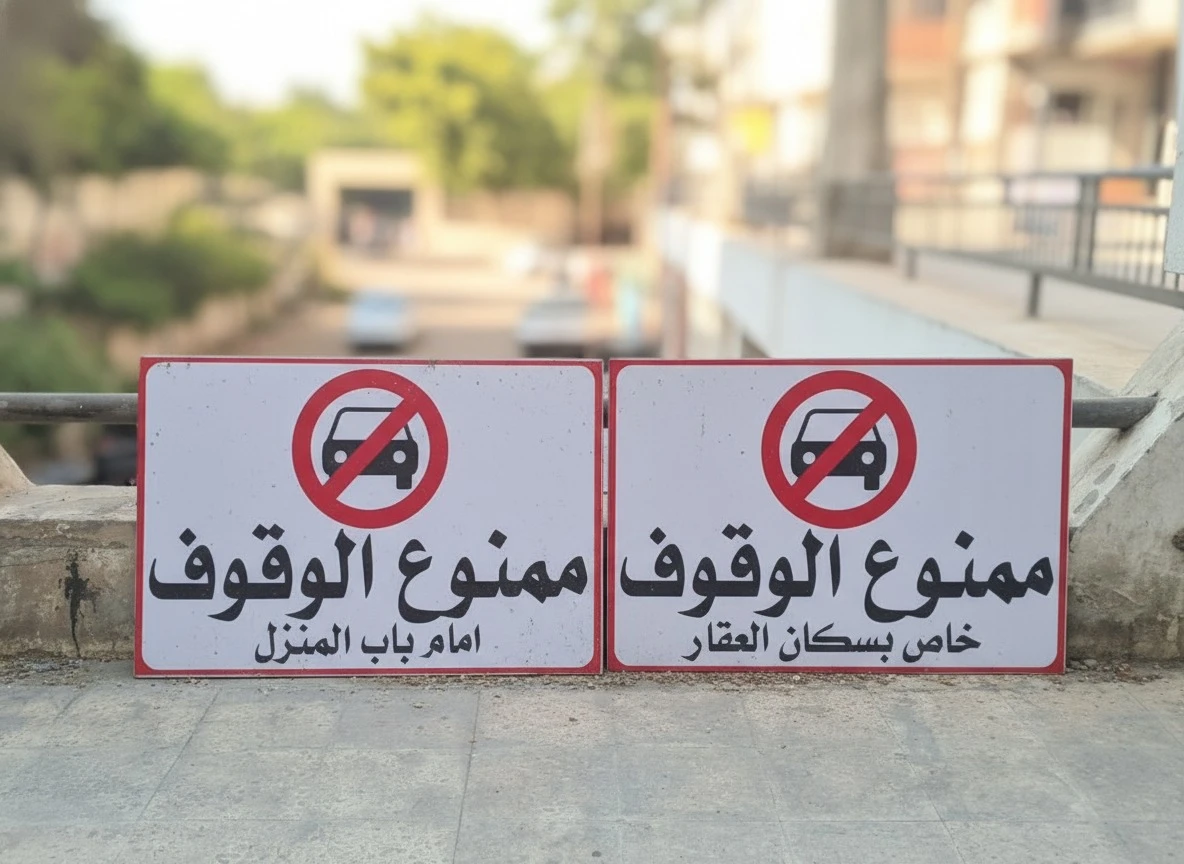 ممنوع الوقوف
خاص بسكان العقار
ممنوع الوقوف
امام باب المنزل